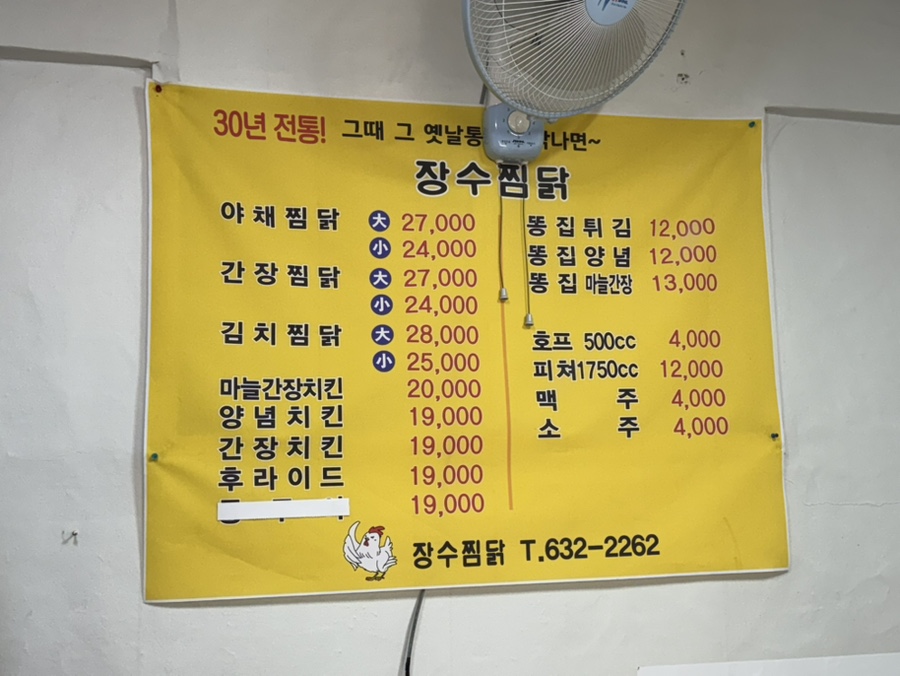 30년 전통! 그때 그 옛날통 나면~
장수찜닭
야채찜닭 大 27,000
小 24,000
간장찜닭 大 27,000
小 24,000
김치찜닭 大 28,000
小 25,000
마늘간장치킨 20,000
양념치킨 19,000
간장치킨 19,000
후라이드 19,000
19,000
똥집튀김 12,000
똥집양념 12,000
똥집 마늘간장 13,000
호프 500cc 4,000
피쳐1750cc 12,000
맥주 4,000
소주 4,000
장수찜닭 T.632-2262